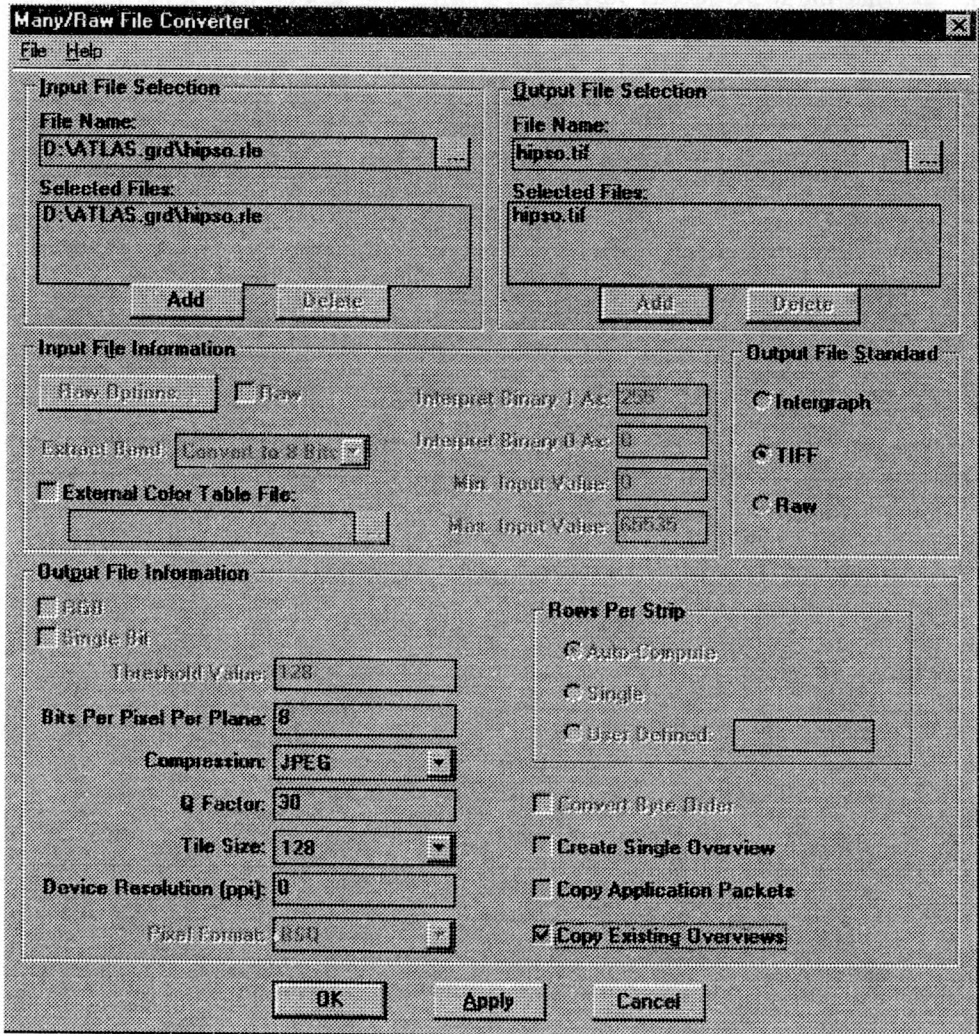 Many/Raw File Converter
File Help
Input File Selection
File Name:
D:\ATLAS.grd\hipso.rle
...
Selected Files:
D:\ATLAS.grd\hipso.rle
Add Delete
Output File Selection
File Name:
hipso.tif
...
Selected Files:
hipso.tif
Add Delete
Input File Information
Raw Options... Raw
Extract Band: Convert to 8 Bits
External Color Table File:
...
Interpret Binary 1 As: 255
Interpret Binary 0 As: 0
Min. Input Value: 0
Max. Input Value: 65535
Output File Standard
Intergraph
TIFF
Raw
Output File Information
Single Bit
Threshold Value: 128
Bits Per Pixel Per Plane: 8
Compression: JPEG
Q Factor: 30
Tile Size: 128
Device Resolution (ppi): 0
Pixel Format: BSQ
Rows Per Strip
Auto-Compute
Single
User Defined:
Convert Byte Order
Create Single Overview
Copy Application Packets
Copy Existing Overviews
OK Apply Cancel